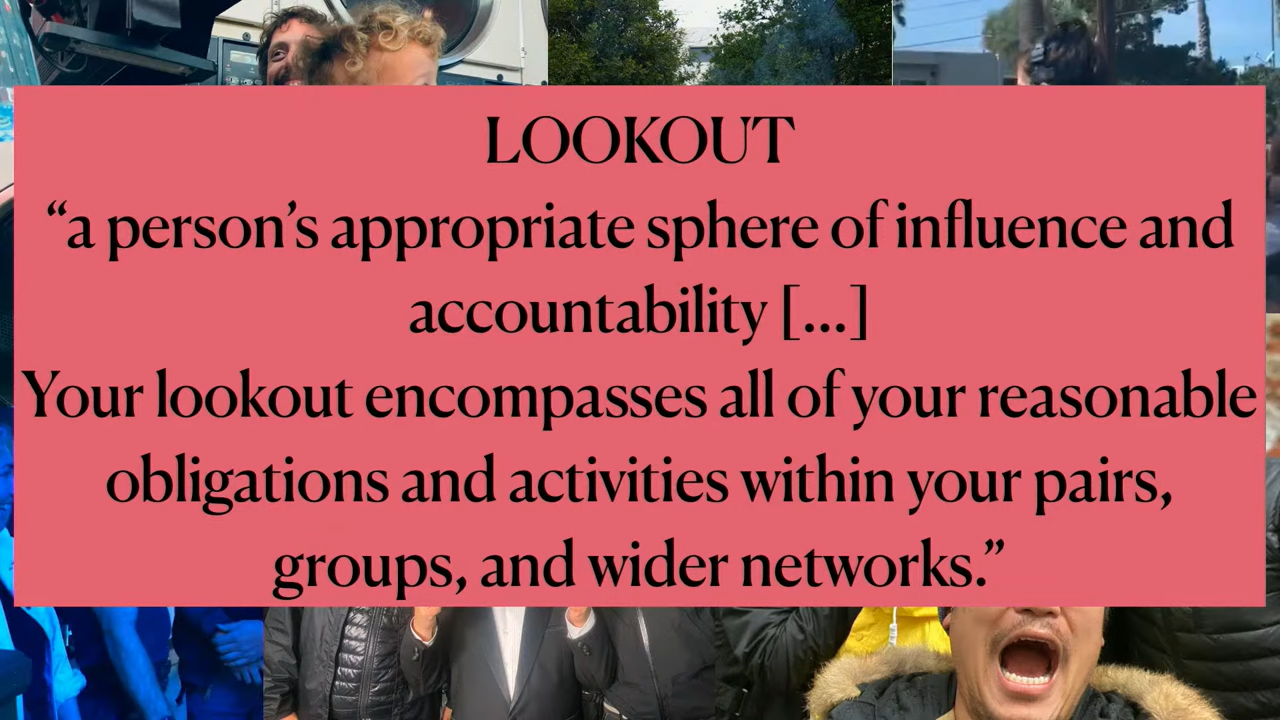 LOOKOUT
“a person’s appropriate sphere of influence and
accountability [...]
Your lookout encompasses all of your reasonable
obligations and activities within your pairs,
groups, and wider networks.”